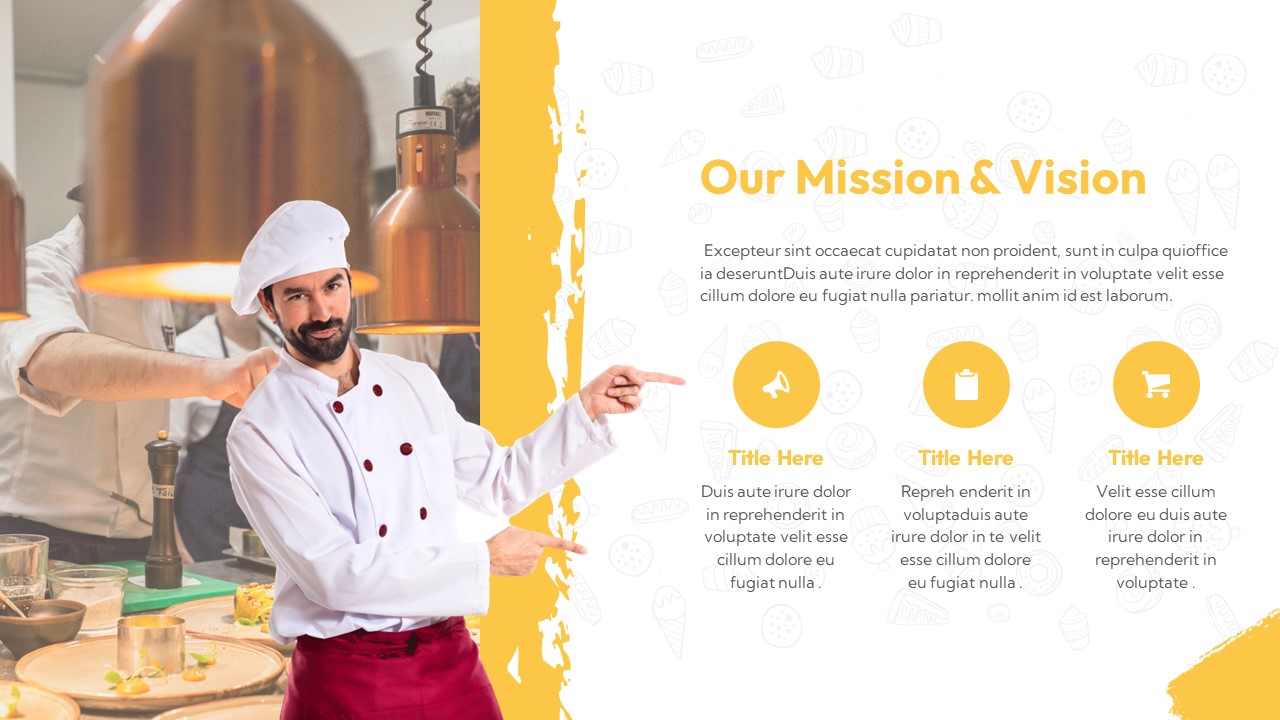 Our Mission & Vision
Excepteur sint occaecat cupidatat non proident, sunt in culpa quioffice
ia deseruntDuis aute irure dolor in reprehenderit in voluptate velit esse
cillum dolore eu fugiat nulla pariatur. mollit anim id est laborum.
Title Here
Duis aute irure dolor
in reprehenderit in
voluptate velit esse
cillum dolore eu
fugiat nulla .
Title Here
Repreh enderit in
voluptaduis aute
irure dolor in te velit
esse cillum dolore
eu fugiat nulla .
Title Here
Velit esse cillum
dolore eu duis aute
irure dolor in
reprehenderit in
voluptate .